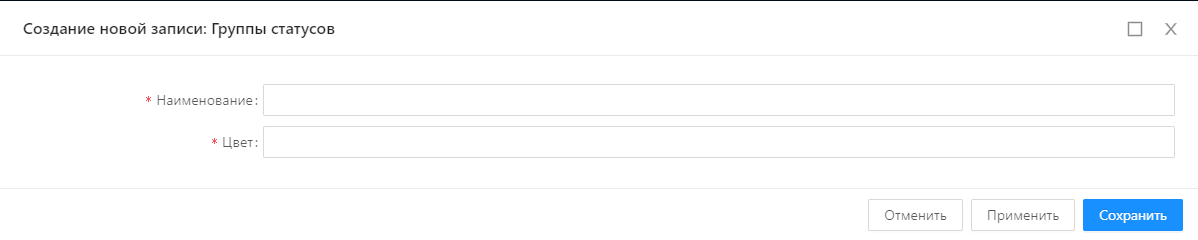 Создание новой записи: Группы статусов
* Наименование:
* Цвет:
Отменить Применить Сохранить